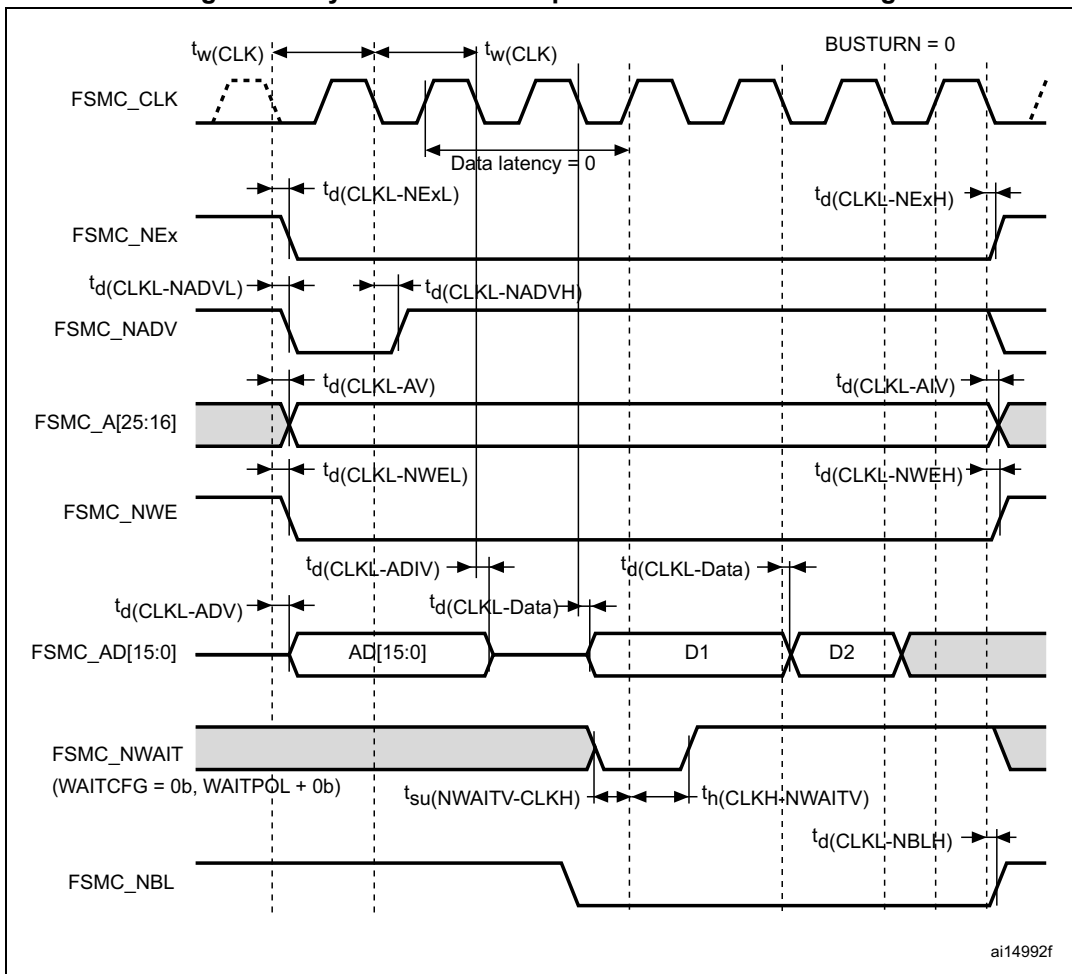 tw(CLK)
tw(CLK)
BUSTURN = 0
FSMC_CLK
Data latency = 0
td(CLKL-NExL)
td(CLKL-NExH)
FSMC_NEx
td(CLKL-NADVL)
td(CLKL-NADVH)
FSMC_NADV
td(CLKL-AV)
td(CLKL-AIV)
FSMC_A[25:16]
td(CLKL-NWEL)
td(CLKL-NWEH)
FSMC_NWE
td(CLKL-ADIV)
td(CLKL-Data)
td(CLKL-ADV)
td(CLKL-Data)
FSMC_AD[15:0]
AD[15:0]
D1
D2
FSMC_NWAIT
(WAITCFG = 0b, WAITPOL + 0b)
tsu(NWAITV-CLKH)
th(CLKH-NWAITV)
td(CLKL-NBLH)
FSMC_NBL
ai14992f